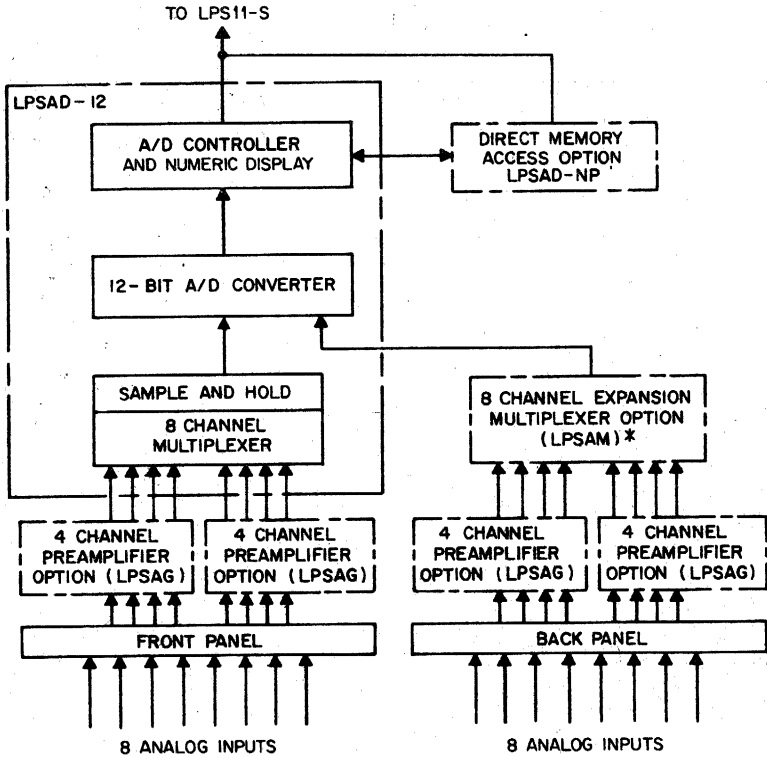 TO LPS11-S
LPSAD-12
A/D CONTROLLER
AND NUMERIC DISPLAY
DIRECT MEMORY
ACCESS OPTION
LPSAD-NP
12-BIT A/D CONVERTER
SAMPLE AND HOLD
8 CHANNEL
MULTIPLEXER
8 CHANNEL EXPANSION
MULTIPLEXER OPTION
(LPSAM)*
4 CHANNEL
PREAMPLIFIER
OPTION (LPSAG)
4 CHANNEL
PREAMPLIFIER
OPTION (LPSAG)
4 CHANNEL
PREAMPLIFIER
OPTION (LPSAG)
4 CHANNEL
PREAMPLIFIER
OPTION (LPSAG)
FRONT PANEL
BACK PANEL
8 ANALOG INPUTS
8 ANALOG INPUTS